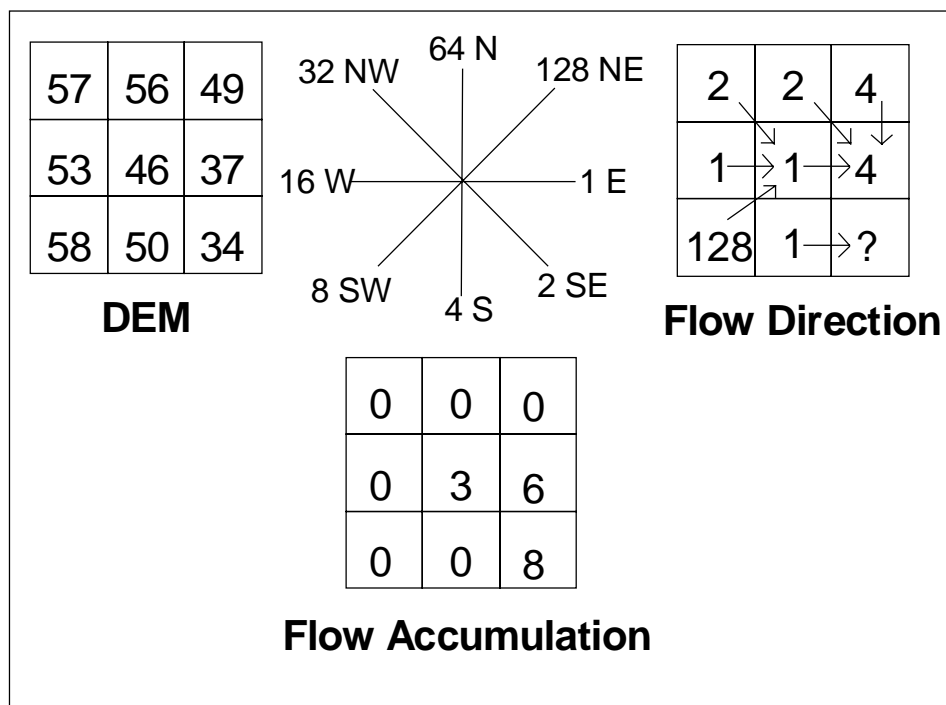 57 56 49
53 46 37
58 50 34
DEM
64 N
32 NW
128 NE
16 W
1 E
8 SW
2 SE
4 S
2 2 4
1 1 4
128 1 ?
Flow Direction
0 0 0
0 3 6
0 0 8
Flow Accumulation